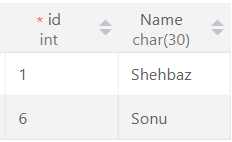 * id Name
int char(30)
1 Shehbaz
6 Sonu